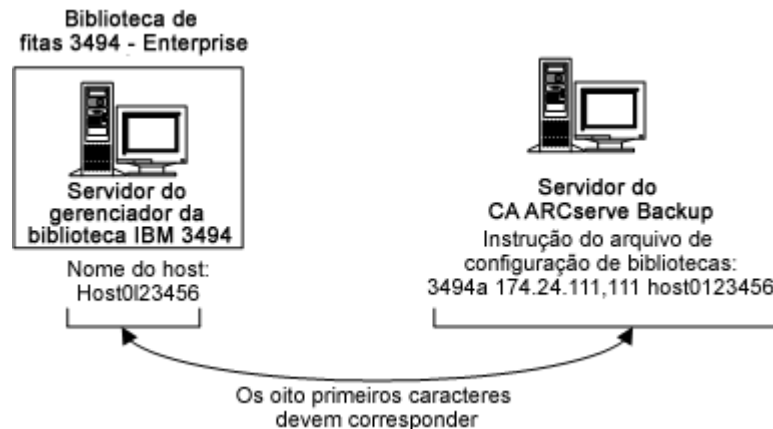 Biblioteca de
fitas 3494 - Enterprise
Servidor do
gerenciador da
biblioteca IBM 3494
Nome do host:
Host0l23456
Servidor do
CA ARCserve Backup
Instrução do arquivo de
configuração de bibliotecas:
3494a 174.24.111,111 host0123456
Os oito primeiros caracteres
devem corresponder